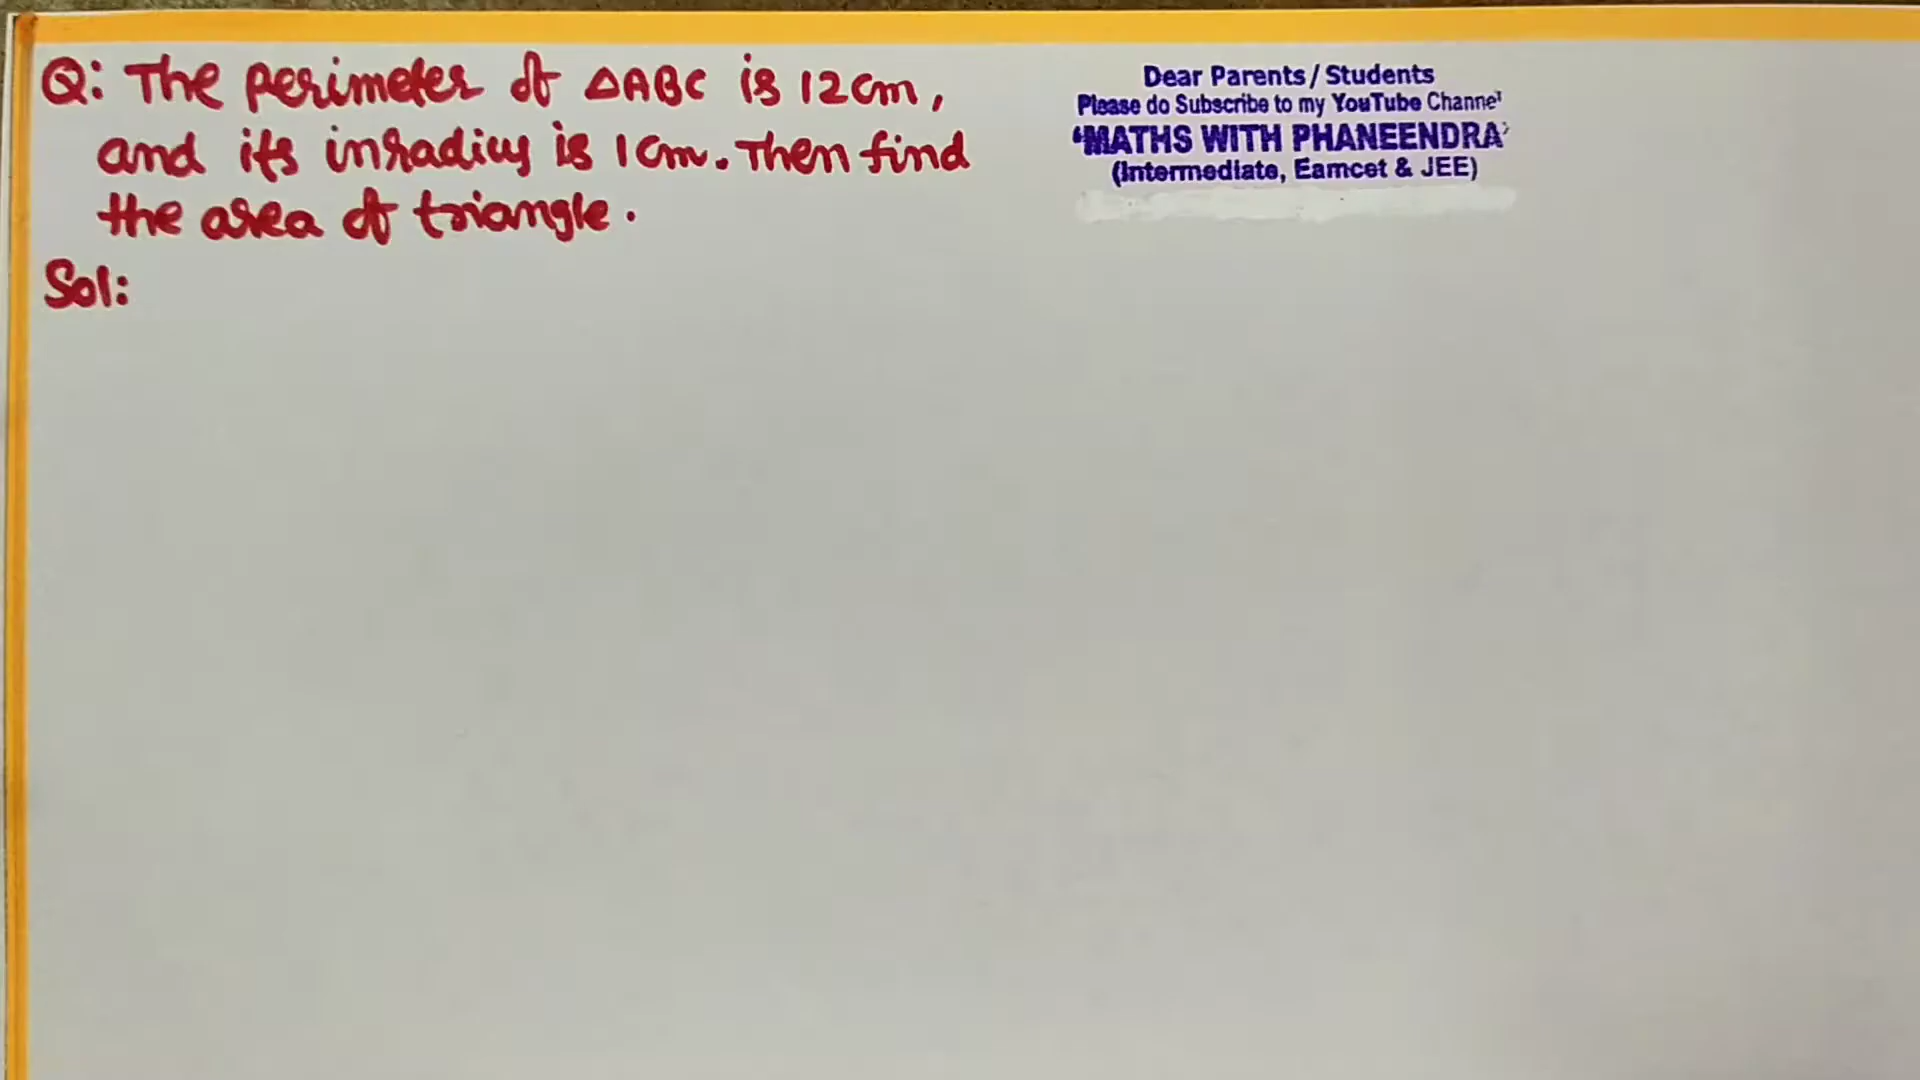 Q: The perimeter of △ABC is 12cm,
and its inradius is 1cm. Then find
the area of triangle.
Sol:
Dear Parents / Students
Please do Subscribe to my YouTube Channel
'MATHS WITH PHANEENDRA'
(Intermediate, Eamcet & JEE)